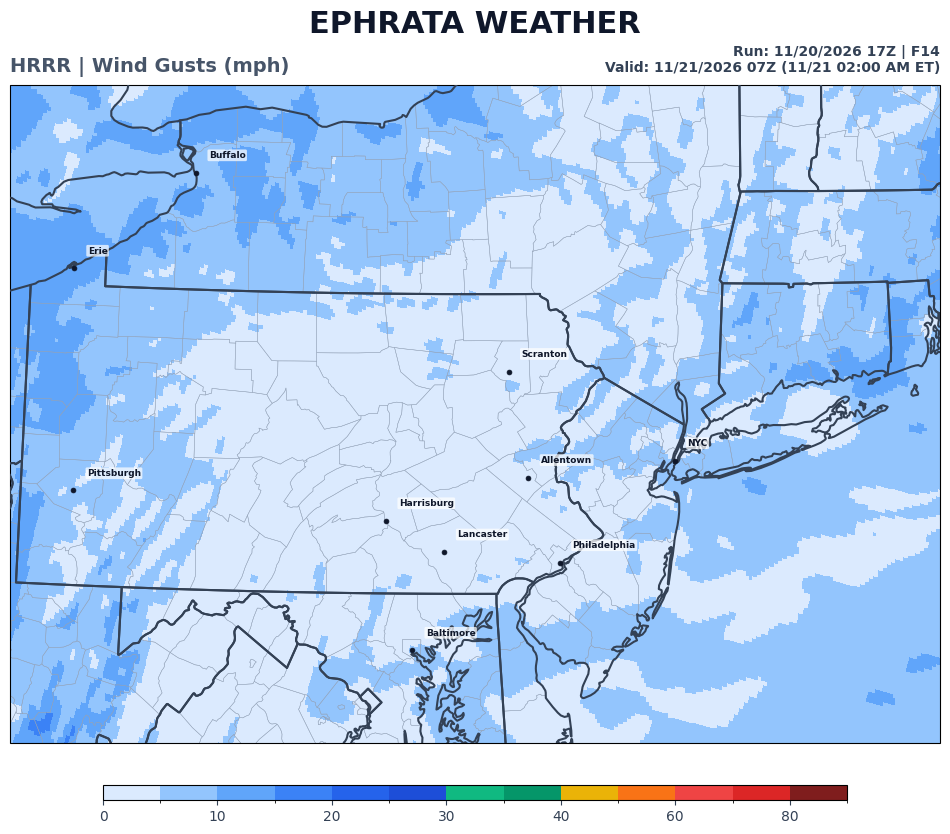 EPHRATA WEATHER
HRRR | Wind Gusts (mph)
Run: 11/20/2026 17Z | F14
Valid: 11/21/2026 07Z (11/21 02:00 AM ET)
Buffalo
Erie
Scranton
NYC
Allentown
Pittsburgh
Harrisburg
Lancaster
Philadelphia
Baltimore
0 10 20 30 40 50 60 70 80